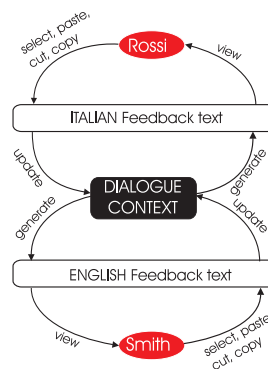 Rossi
select, paste,
cut, copy
view
ITALIAN Feedback text
update
generate
DIALOGUE
CONTEXT
generate
update
ENGLISH Feedback text
view
Smith
select, paste
cut, copy